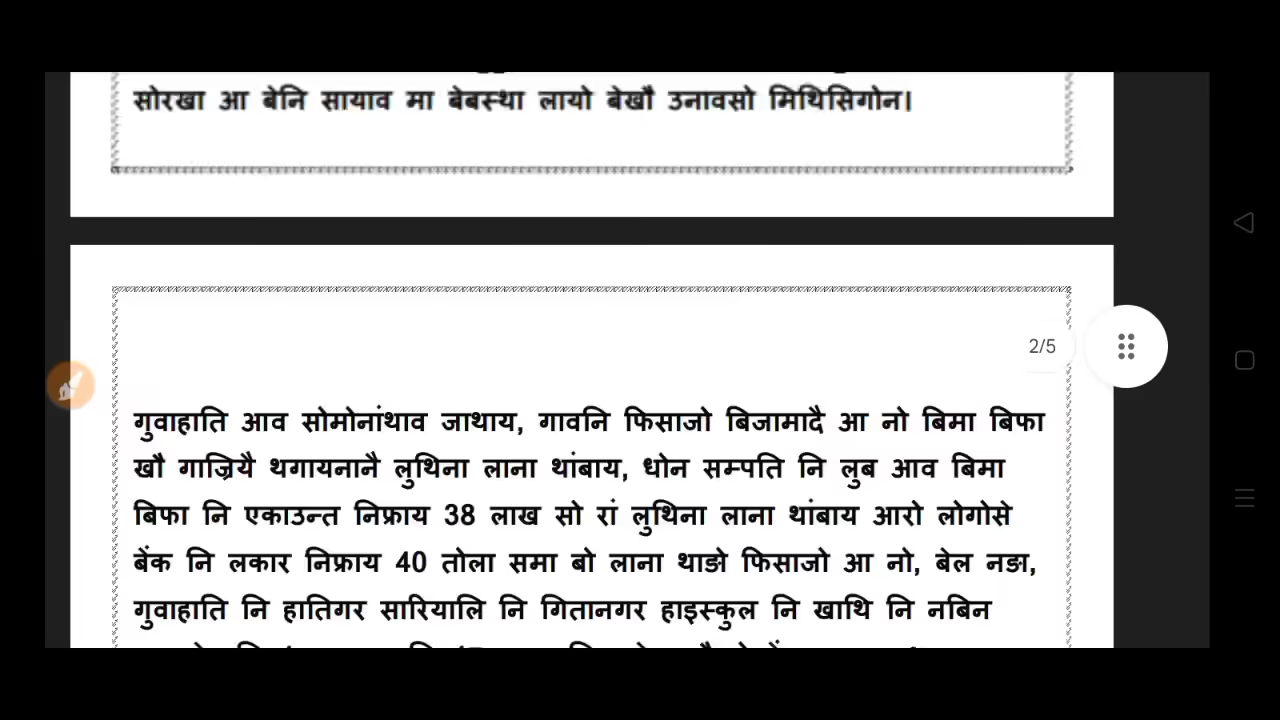 सोरखा आ बेनि सायाव मा बेबस्था लायो बेखौ उनावसो मिथिसिगोन।
2/5
गुवाहाति आव सोमोनांथाव जाथाय, गावनि फिसाजो बिजामादै आ नो बिमा बिफा
खौ गाज्रियै थगायनानै लुथिना लाना थांबाय, धोन सम्पति नि लुब आव बिमा
बिफा नि एकाउन्त निफ्राय 38 लाख सो रां लुथिना लाना थांबाय आरो लोगोसे
बेंक नि लकार निफ्राय 40 तोला समा बो लाना थाङो फिसाजो आ नो, बेल नङा,
गुवाहाति नि हातिगर सारियालि नि गितानगर हाइस्कुल नि खाथि नि नबिन